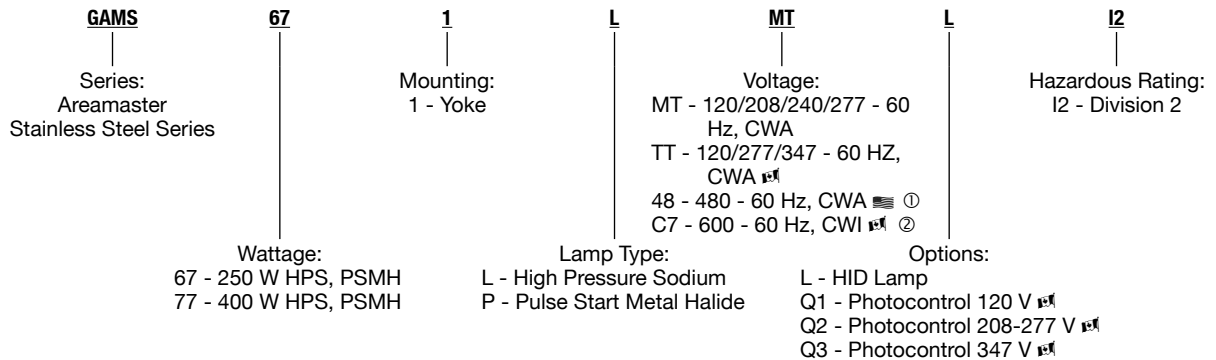 GAMS 67 1 L MT L I2
Series:
Areamaster
Stainless Steel Series
Mounting:
1 - Yoke
Voltage:
MT - 120/208/240/277 - 60
Hz, CWA
TT - 120/277/347 - 60 HZ,
CWA
48 - 480 - 60 Hz, CWA ①
C7 - 600 - 60 Hz, CWI ②
Hazardous Rating:
I2 - Division 2
Wattage:
67 - 250 W HPS, PSMH
77 - 400 W HPS, PSMH
Lamp Type:
L - High Pressure Sodium
P - Pulse Start Metal Halide
Options:
L - HID Lamp
Q1 - Photocontrol 120 V
Q2 - Photocontrol 208-277 V
Q3 - Photocontrol 347 V